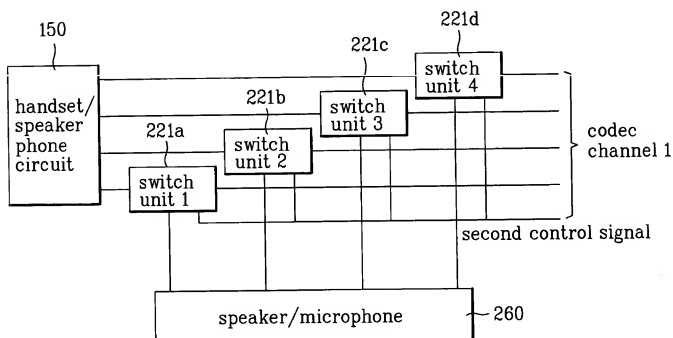 150
handset/
speaker
phone
circuit
221a
switch
unit 1
221b
switch
unit 2
221c
switch
unit 3
221d
switch
unit 4
codec
channel 1
second control signal
speaker/microphone
260